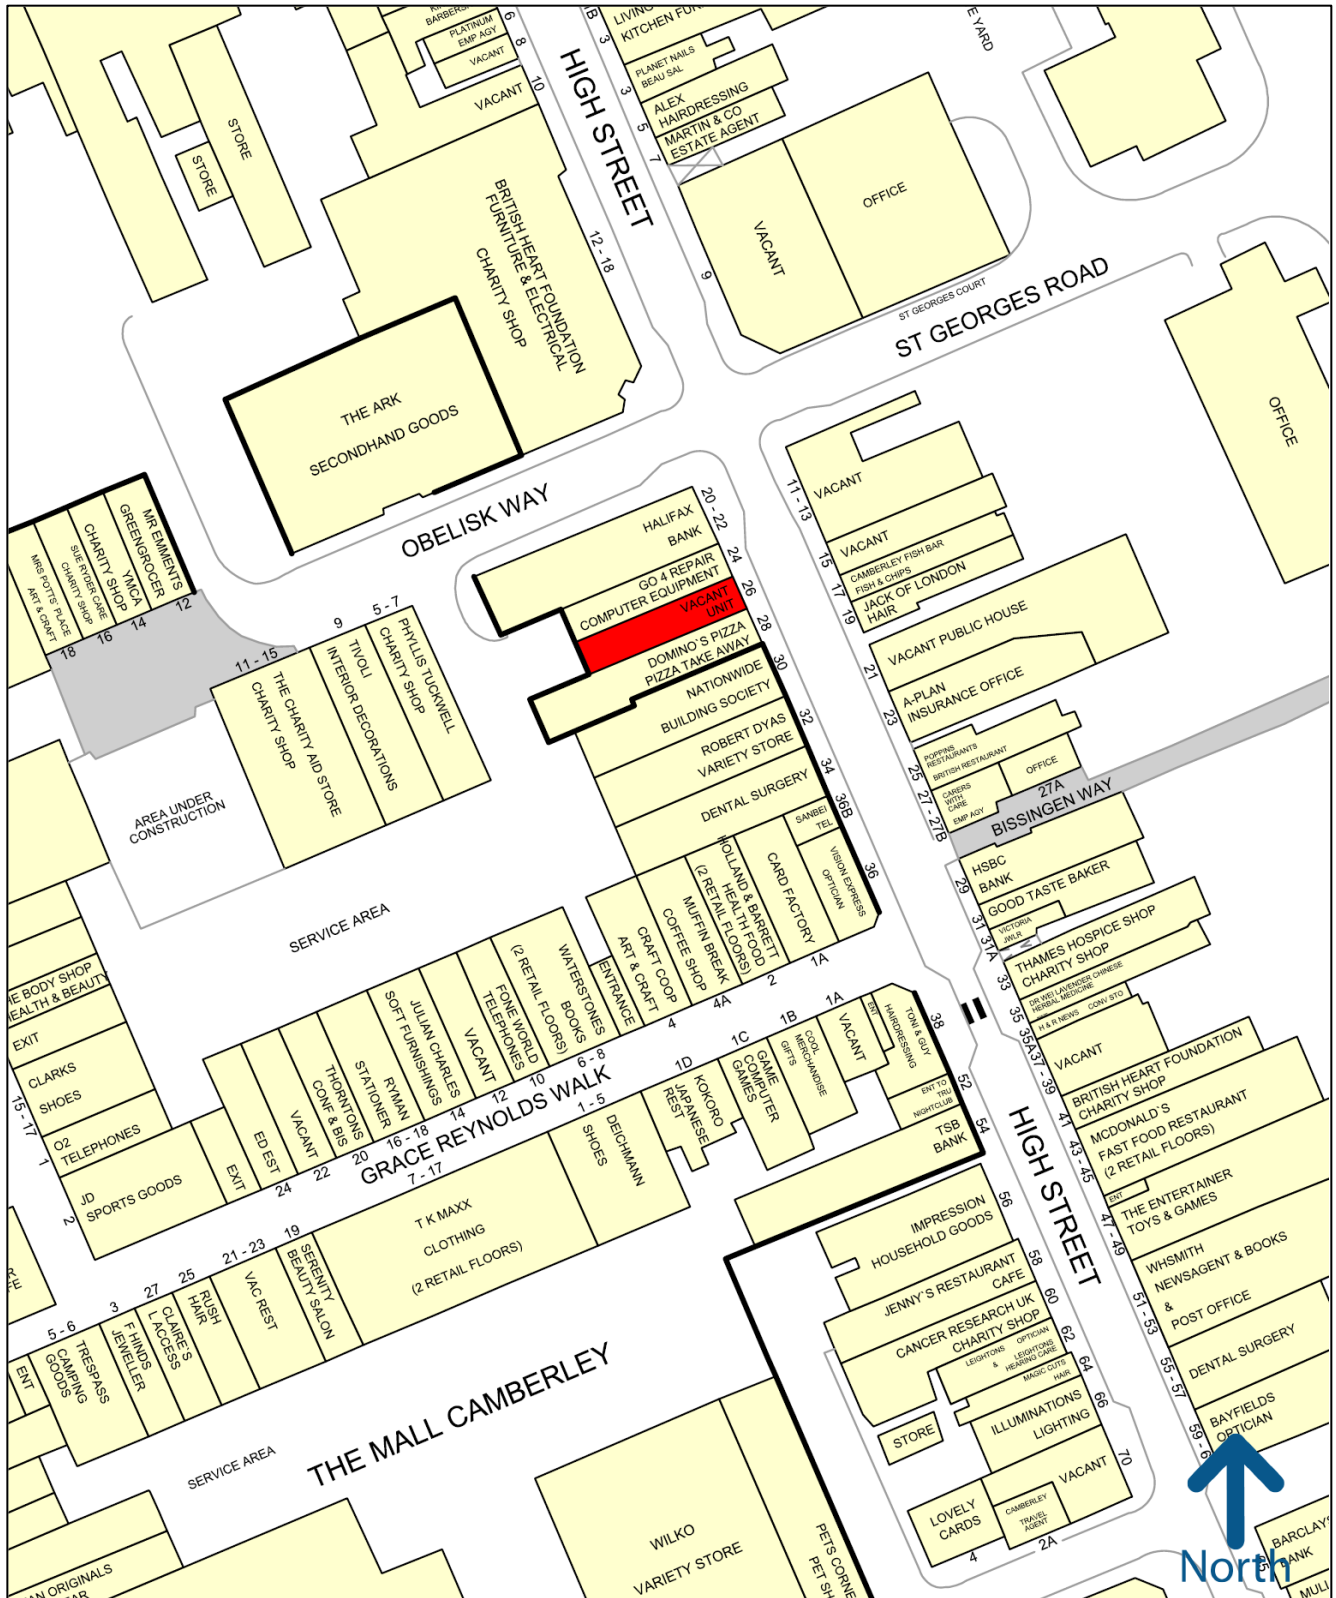 KITCHEN FUR
BARBERS
PLATINUM
EMP AGY
VACANT
VACANT
6
8
10
1B
3
3
5
7
9
HIGH STREET
PLANET NAILS
BEAU SAL
ALEX
HAIRDRESSING
MARTIN & CO
ESTATE AGENT
E YARD
STORE
STORE
BRITISH HEART FOUNDATION
FURNITURE & ELECTRICAL
CHARITY SHOP
12 - 18
VACANT
OFFICE
ST GEORGES COURT
ST GEORGES ROAD
OFFICE
THE ARK
SECONDHAND GOODS
OBELISK WAY
MR EMMENTS
GREENGROCER
YMCA
CHARITY SHOP
SUE RYDER CARE
CHARITY SHOP
MRS POTTS' PLACE
ART & CRAFT
12
14
16
18
HALIFAX
BANK
20 - 22
GO 4 REPAIR
COMPUTER EQUIPMENT
24
VACANT
UNIT
26
DOMINO`S PIZZA
PIZZA TAKE AWAY
28
NATIONWIDE
BUILDING SOCIETY
30
ROBERT DYAS
VARIETY STORE
32
DENTAL SURGERY
34
SANBEI
TEL
36B
VISION EXPRESS
OPTICIAN
36
VACANT
11 - 13
VACANT
15
CAMBERLEY FISH BAR
FISH & CHIPS
17
JACK OF LONDON
HAIR
19
VACANT PUBLIC HOUSE
21
A-PLAN
INSURANCE OFFICE
23
POPPINS
RESTAURANTS
BRITISH RESTAURANT
25
CARERS
WITH
CARE
EMP AGY
OFFICE
27 - 27B
27A
BISSINGEN WAY
5 - 7
9
11 - 15
PHYLLIS TUCKWELL
CHARITY SHOP
TIVOLI
INTERIOR DECORATIONS
THE CHARITY AID STORE
CHARITY SHOP
AREA UNDER
CONSTRUCTION
SERVICE AREA
HSBC
BANK
29
GOOD TASTE BAKER
31
VICTORIA
JWLR
31A
THAMES HOSPICE SHOP
CHARITY SHOP
33
DR WEI LAVENDER CHINESE
HERBAL MEDICINE
35
H & R NEWS
CONV STO
35A
VACANT
37 - 39
BRITISH HEART FOUNDATION
CHARITY SHOP
41
MCDONALD`S
FAST FOOD RESTAURANT
(2 RETAIL FLOORS)
43 - 45
ENT
THE ENTERTAINER
TOYS & GAMES
47 - 49
WHSMITH
NEWSAGENT & BOOKS
&
POST OFFICE
51 - 53
DENTAL SURGERY
55 - 57
BAYFIELDS
OPTICIAN
59 - 6
HIGH STREET
CARD FACTORY
1A
HOLLAND & BARRETT
HEALTH FOOD
(2 RETAIL FLOORS)
2
MUFFIN BREAK
COFFEE SHOP
4A
CRAFT COOP
ART & CRAFT
4
ENTRANCE
WATERSTONES
BOOKS
(2 RETAIL FLOORS)
6 - 8
FONE WORLD
TELEPHONES
10
VACANT
12
JULIAN CHARLES
SOFT FURNISHINGS
14
RYMAN
STATIONER
16 - 18
THORNTONS
CONF & BIS
20
VACANT
22
ED EST
24
EXIT
GRACE REYNOLDS WALK
THE BODY SHOP
HEALTH & BEAUTY
EXIT
CLARKS
SHOES
15 - 17
O2
TELEPHONES
1
JD
SPORTS GOODS
2
TONI & GUY
HAIRDRESSING
38
ENT
VACANT
1A
COOL
MERCHANDISE
GIFTS
1B
GAME
COMPUTER
GAMES
1C
KOKORO
JAPANESE
REST
1D
DEICHMANN
SHOES
1 - 5
T K MAXX
CLOTHING
(2 RETAIL FLOORS)
7 - 17
SERENITY
BEAUTY SALON
19
VAC REST
21 - 23
RUSH
HAIR
25
CLAIRE'S
L ACCESS
27
F HINDS
JEWELLER
3
TRESPASS
CAMPING
GOODS
5 - 6
ENT
ENT TO
TRU
NIGHTCLUB
52
TSB
BANK
54
IMPRESSION
HOUSEHOLD GOODS
56
JENNY`S RESTAURANT
CAFE
58
CANCER RESEARCH UK
CHARITY SHOP
60
LEIGHTONS OPTICIAN
& LEIGHTONS
HEARING CARE
62
MAGIC CUTS
HAIR
64
ILLUMINATIONS
LIGHTING
66
STORE
VACANT
70
CAMBERLEY
TRAVEL
AGENT
2A
LOVELY
CARDS
4
THE MALL CAMBERLEY
SERVICE AREA
WILKO
VARIETY STORE
PETS CORNE
PET SH
AN ORIGINALS
AR
BARCLAYS
BANK
MULL
North